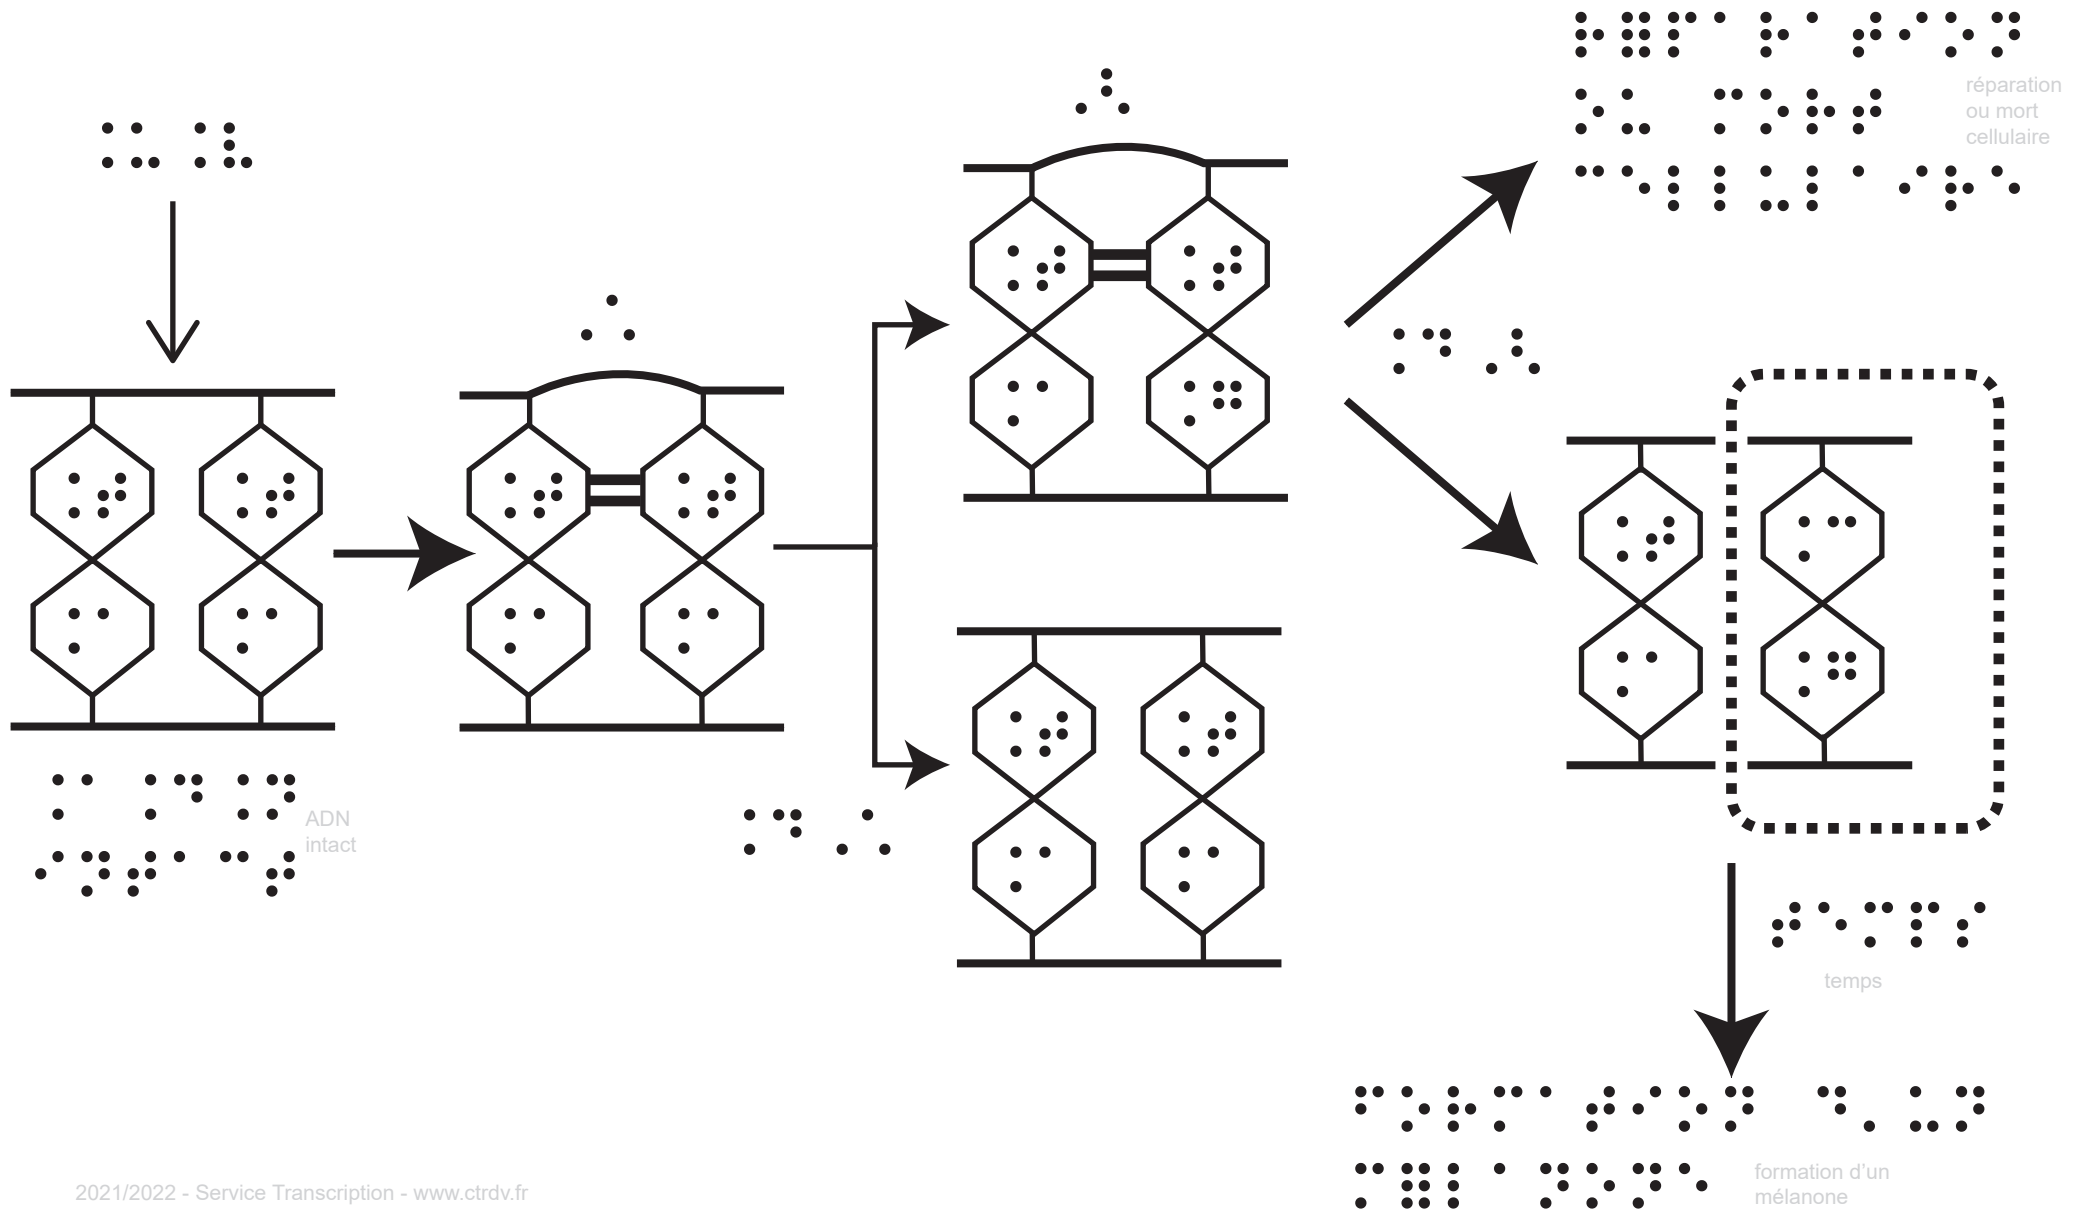 ⠗⠿⠏⠁⠗⠁⠞⠊⠕⠝
⠕⠥ ⠍⠕⠗⠞
⠉⠑⠇⠇⠥⠇⠁⠊⠗⠑
réparation
ou mort
cellulaire
⠨⠥⠨⠧
⠠⠡
⠠⠣
⠨⠞ ⠨⠞
⠨⠁ ⠨⠁
⠨⠞ ⠨⠞
⠨⠁ ⠨⠁
⠨⠞ ⠨⠞
⠨⠁ ⠨⠛
⠨⠞ ⠨⠞
⠨⠁ ⠨⠁
⠨⠙⠠⠣
⠨⠞ ⠨⠉
⠨⠁ ⠨⠛
⠨⠁⠨⠙⠨⠝
⠊⠝⠞⠁⠉⠞
ADN
intact
⠨⠙⠠⠡
⠞⠑⠍⠏⠎
temps
⠋⠕⠗⠍⠁⠞⠊⠕⠝ ⠙⠄⠥⠝
⠍⠿⠇⠁⠝⠕⠝⠑
formation d'un
mélanone
2021/2022 - Service Transcription - www.ctrdv.fr